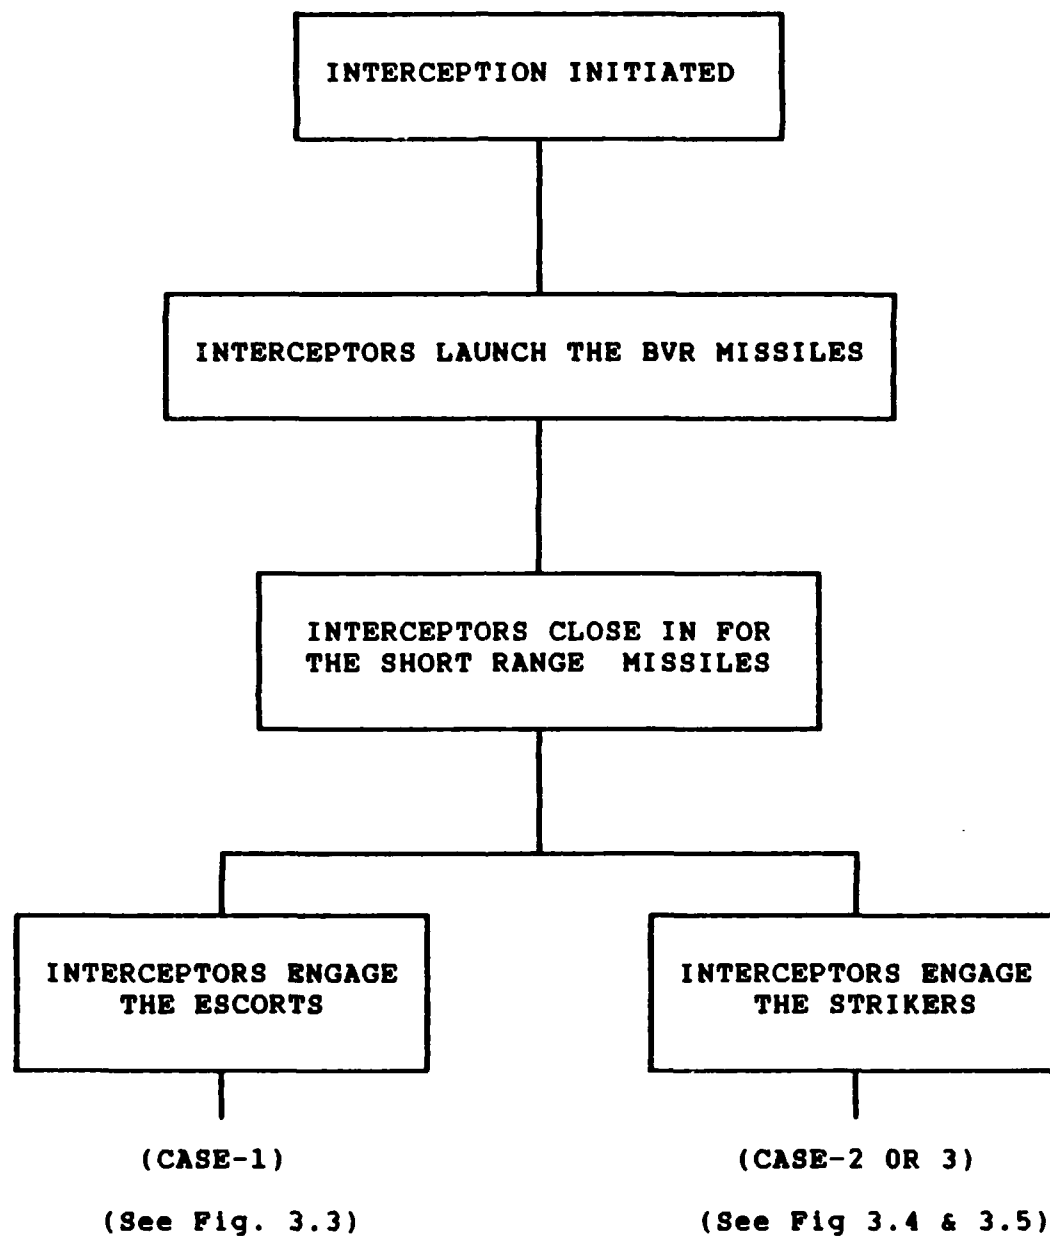 INTERCEPTION INITIATED
INTERCEPTORS LAUNCH THE BVR MISSILES
INTERCEPTORS CLOSE IN FOR
THE SHORT RANGE MISSILES
INTERCEPTORS ENGAGE
THE ESCORTS
INTERCEPTORS ENGAGE
THE STRIKERS
(CASE-1)
(CASE-2 OR 3)
(See Fig. 3.3)
(See Fig 3.4 & 3.5)